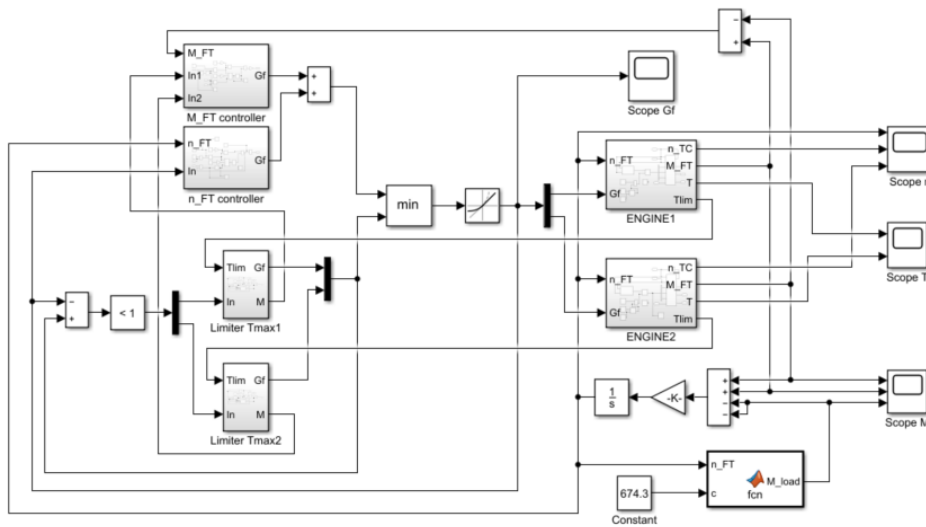 −
+
M_FT
In1
In2
Gf
M_FT controller
+
+
n_FT
In
Gf
n_FT controller
Scope Gf
min
n_FT
Gf
n_TC
M_FT
T
Tlim
ENGINE1
Tlim
In
Gf
M
Limiter Tmax1
−
+
< 1
n_FT
Gf
n_TC
M_FT
T
Tlim
ENGINE2
Scope T
Tlim
In
Gf
M
Limiter Tmax2
1
s
-K-
+
+
−
−
Scope M
674.3
Constant
n_FT
c
fcn
M_load